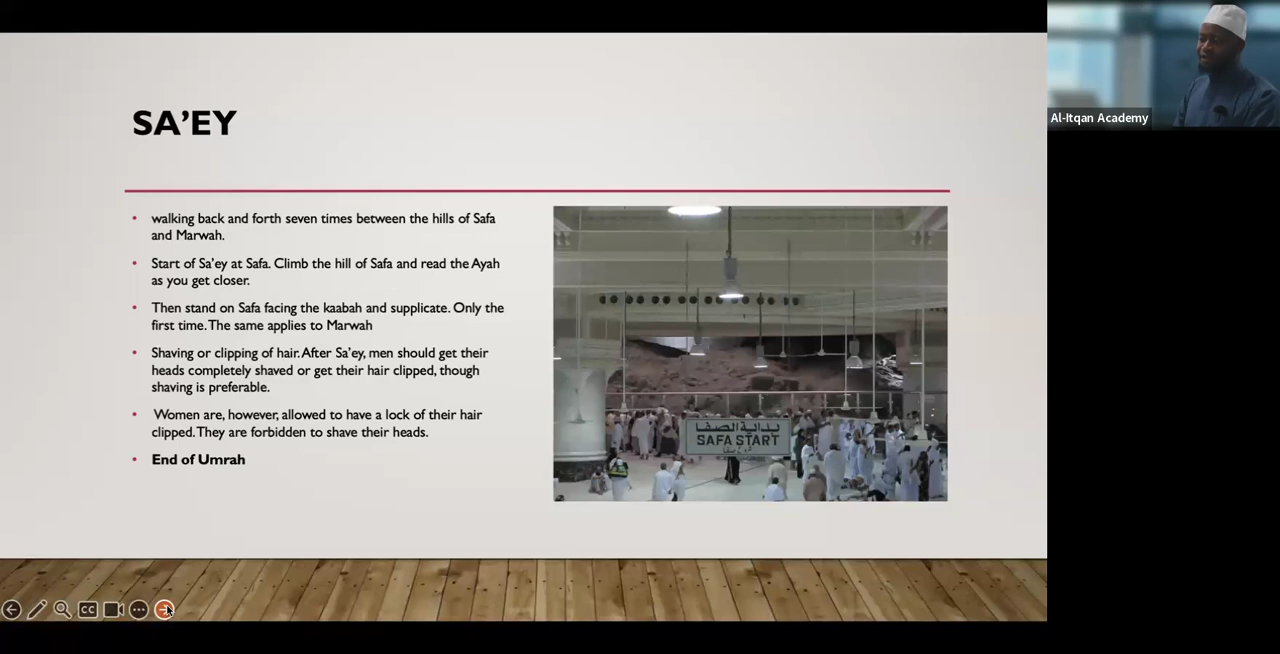 SA'EY
• walking back and forth seven times between the hills of Safa
and Marwah.
• Start of Sa'ey at Safa. Climb the hill of Safa and read the Ayah
as you get closer.
• Then stand on Safa facing the kaabah and supplicate. Only the
first time. The same applies to Marwah
• Shaving or clipping of hair. After Sa'ey, men should get their
heads completely shaved or get their hair clipped, though
shaving is preferable.
• Women are, however, allowed to have a lock of their hair
clipped. They are forbidden to shave their heads.
• End of Umrah
بداية الصفا
SAFA START
CC
Al-Itqan Academy